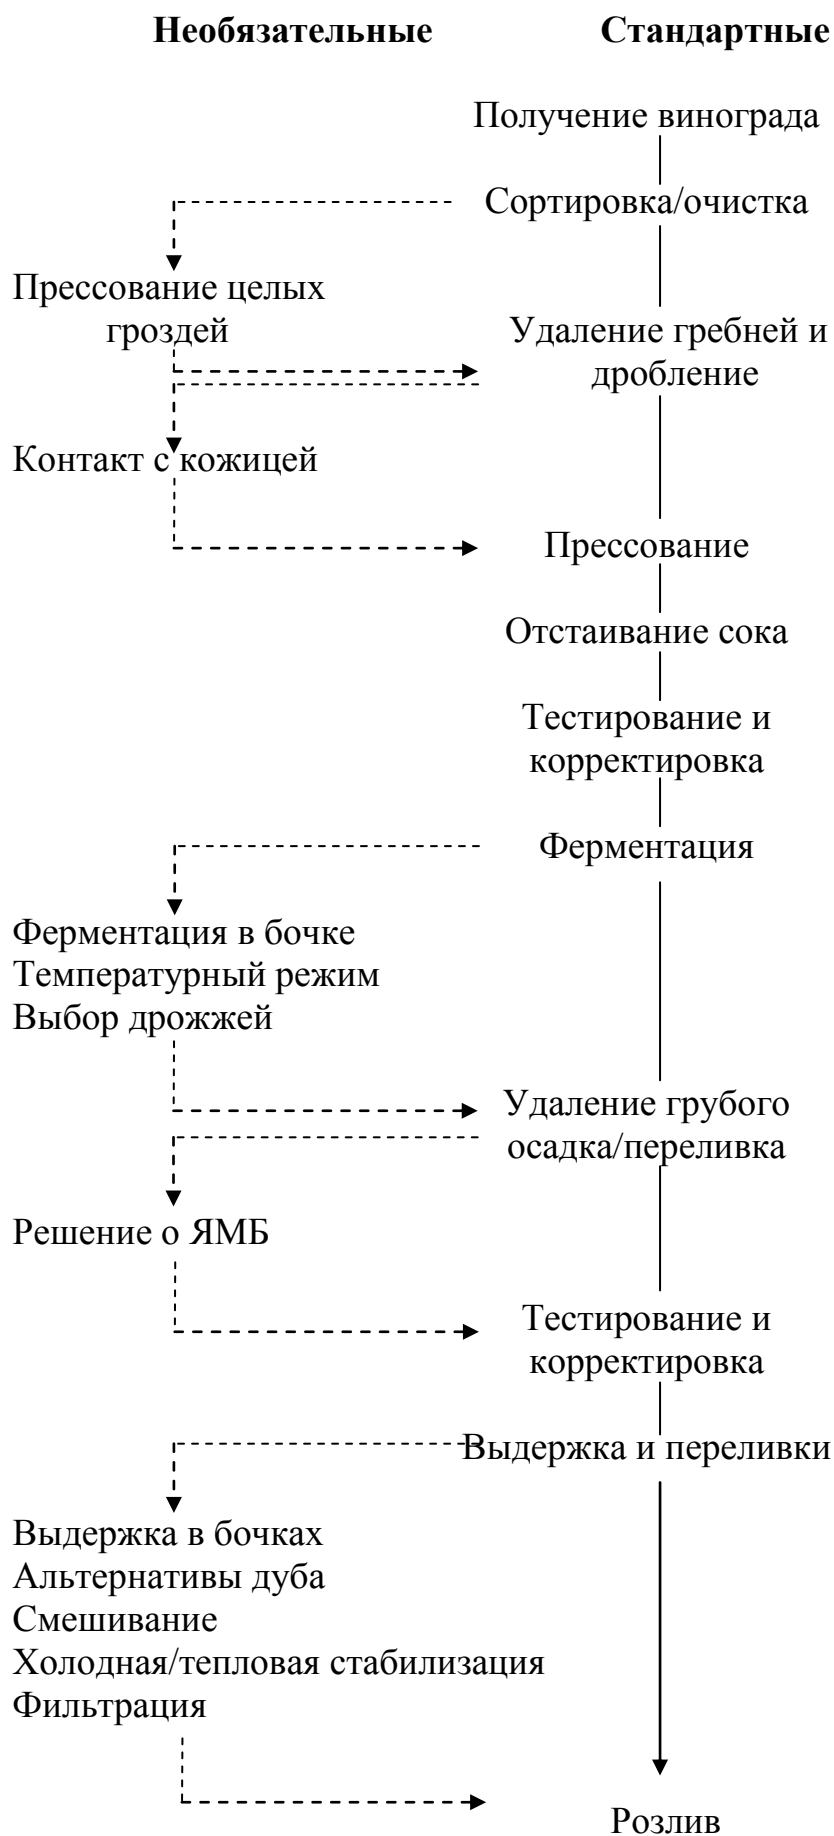 Необязательные Стандартные
Получение винограда
Сортировка/очистка
Прессование целых
гроздей
Удаление гребней и
дробление
Контакт с кожицей
Прессование
Отстаивание сока
Тестирование и
корректировка
Ферментация
Ферментация в бочке
Температурный режим
Выбор дрожжей
Удаление грубого
осадка/переливка
Решение о ЯМБ
Тестирование и
корректировка
Выдержка и переливки
Выдержка в бочках
Альтернативы дуба
Смешивание
Холодная/тепловая стабилизация
Фильтрация
Розлив